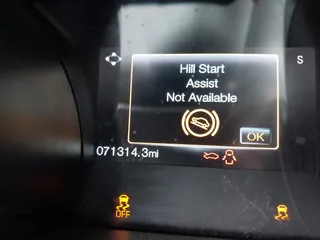 Hill Start
S
Assist
Not Available
OK
071314.3mi
OFF